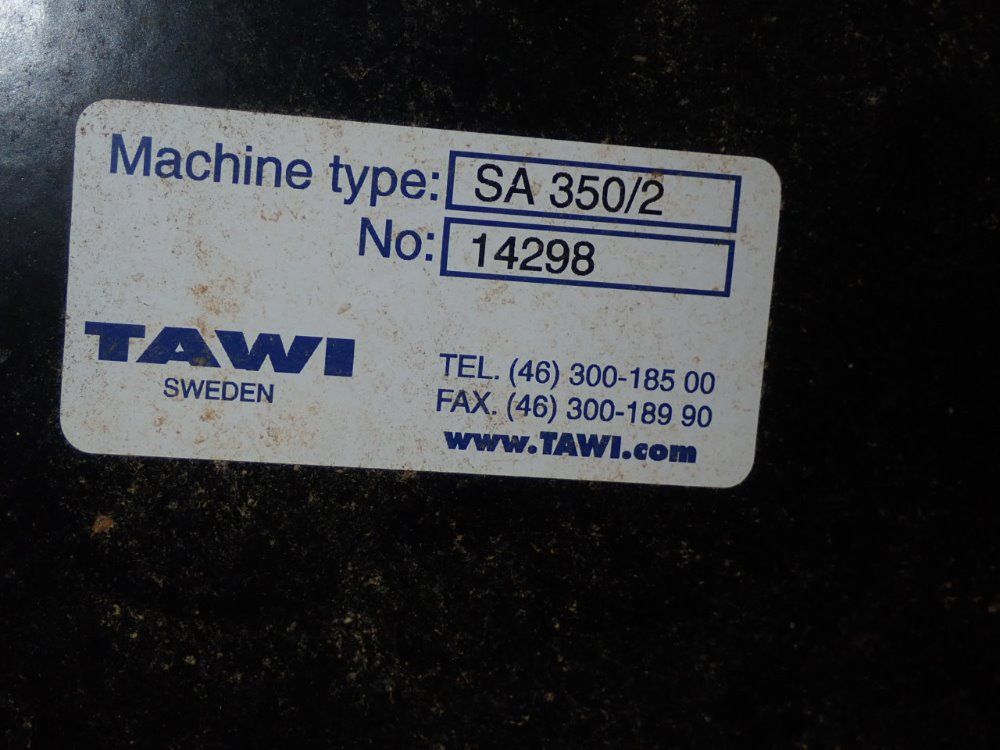 Machine type: SA 350/2
No: 14298
TAWI
SWEDEN
TEL. (46) 300-185 00
FAX. (46) 300-189 90
www.TAWI.com